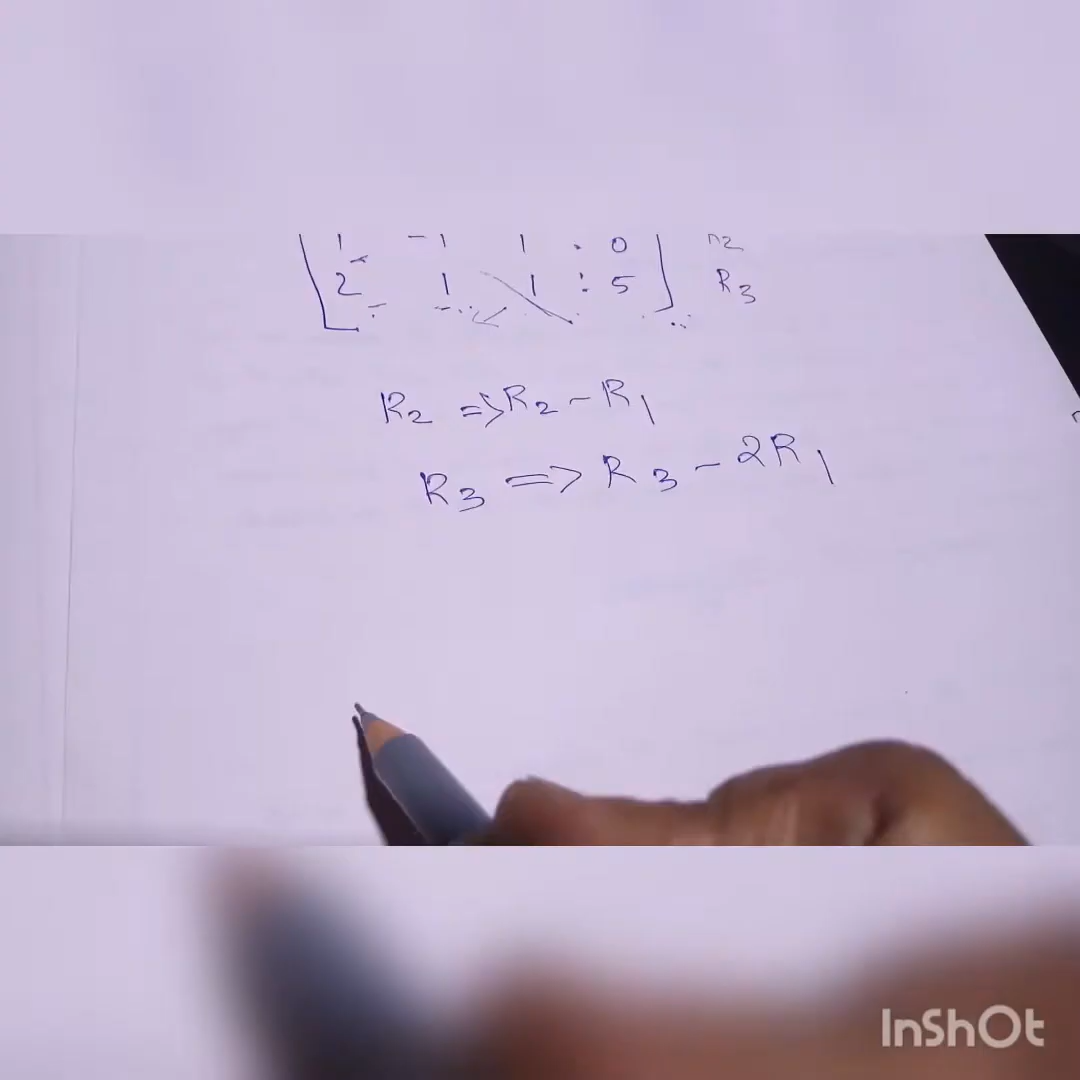 1 -1 1 : 0
2 1 1 : 5 R3
R2 => R2 - R1
R3 => R3 - 2R1
InShOt